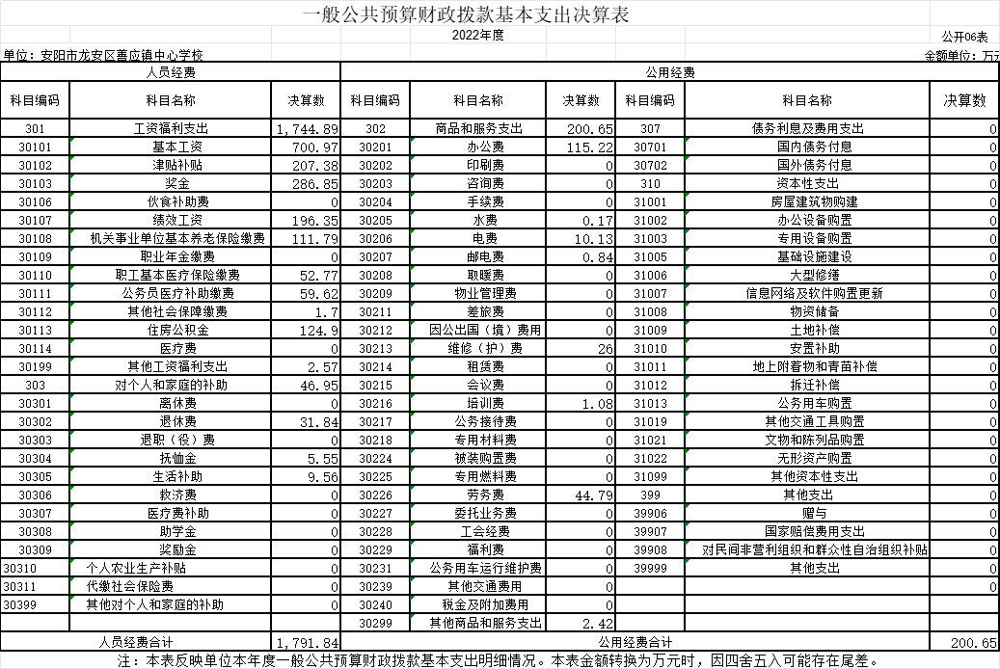 一般公共预算财政拨款基本支出决算表
2022年度
公开06表
单位：安阳市龙安区善应镇中心学校 金额单位：万元
人员经费 公用经费
科目编码 科目名称 决算数 科目编码 科目名称 决算数 科目编码 科目名称 决算数
301 工资福利支出 1,744.89 302 商品和服务支出 200.65 307 债务利息及费用支出 0
30101 基本工资 700.97 30201 办公费 115.22 30701 国内债务付息 0
30102 津贴补贴 207.38 30202 印刷费 0 30702 国外债务付息 0
30103 奖金 286.85 30203 咨询费 0 310 资本性支出 0
30106 伙食补助费 0 30204 手续费 0 31001 房屋建筑物购建 0
30107 绩效工资 196.35 30205 水费 0.17 31002 办公设备购置 0
30108 机关事业单位基本养老保险缴费 111.79 30206 电费 10.13 31003 专用设备购置 0
30109 职业年金缴费 0 30207 邮电费 0.84 31005 基础设施建设 0
30110 职工基本医疗保险缴费 52.77 30208 取暖费 0 31006 大型修缮 0
30111 公务员医疗补助缴费 59.62 30209 物业管理费 0 31007 信息网络及软件购置更新 0
30112 其他社会保障缴费 1.7 30211 差旅费 0 31008 物资储备 0
30113 住房公积金 124.9 30212 因公出国（境）费用 0 31009 土地补偿 0
30114 医疗费 0 30213 维修（护）费 26 31010 安置补助 0
30199 其他工资福利支出 2.57 30214 租赁费 0 31011 地上附着物和青苗补偿 0
303 对个人和家庭的补助 46.95 30215 会议费 0 31012 拆迁补偿 0
30301 离休费 0 30216 培训费 1.08 31013 公务用车购置 0
30302 退休费 31.84 30217 公务接待费 0 31019 其他交通工具购置 0
30303 退职（役）费 0 30218 专用材料费 0 31021 文物和陈列品购置 0
30304 抚恤金 5.55 30224 被装购置费 0 31022 无形资产购置 0
30305 生活补助 9.56 30225 专用燃料费 0 31099 其他资本性支出 0
30306 救济费 0 30226 劳务费 44.79 399 其他支出 0
30307 医疗费补助 0 30227 委托业务费 0 39906 赠与 0
30308 助学金 0 30228 工会经费 0 39907 国家赔偿费用支出 0
30309 奖励金 0 30229 福利费 0 39908 对民间非营利组织和群众性自治组织补贴 0
30310 个人农业生产补贴 0 30231 公务用车运行维护费 0 39999 其他支出 0
30311 代缴社会保险费 0 30239 其他交通费用 0 0
30399 其他对个人和家庭的补助 0 30240 税金及附加费用 0
30299 其他商品和服务支出 2.42
人员经费合计 1,791.84 公用经费合计 200.65
注：本表反映单位本年度一般公共预算财政拨款基本支出明细情况。本表金额转换为万元时，因四舍五入可能存在尾差。